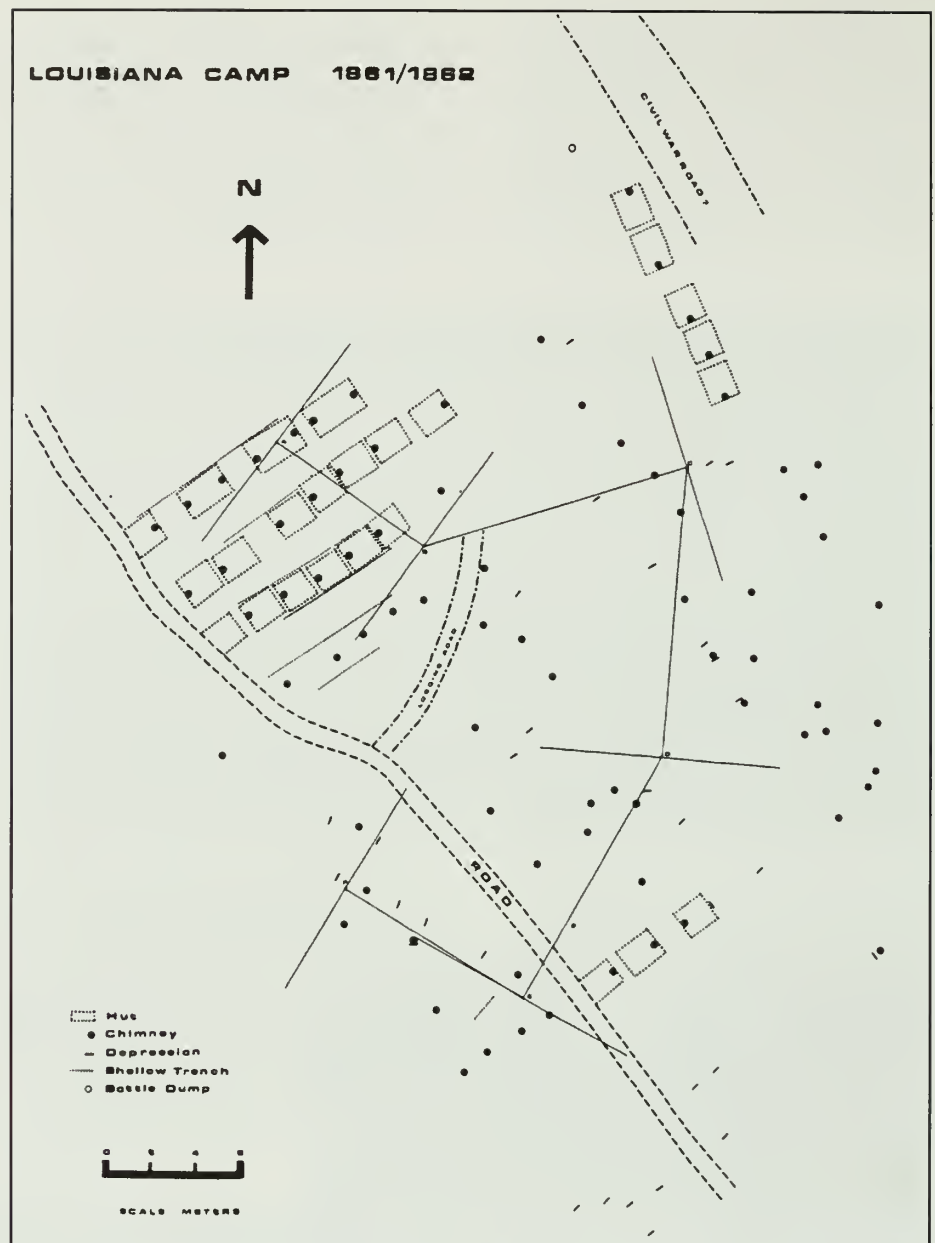 LOUISIANA CAMP 1861/1862
CIVIL WAR ROAD?
N
ROAD
Hut
Chimney
Depression
Shallow Trench
Bottle Dump
SCALE METERS